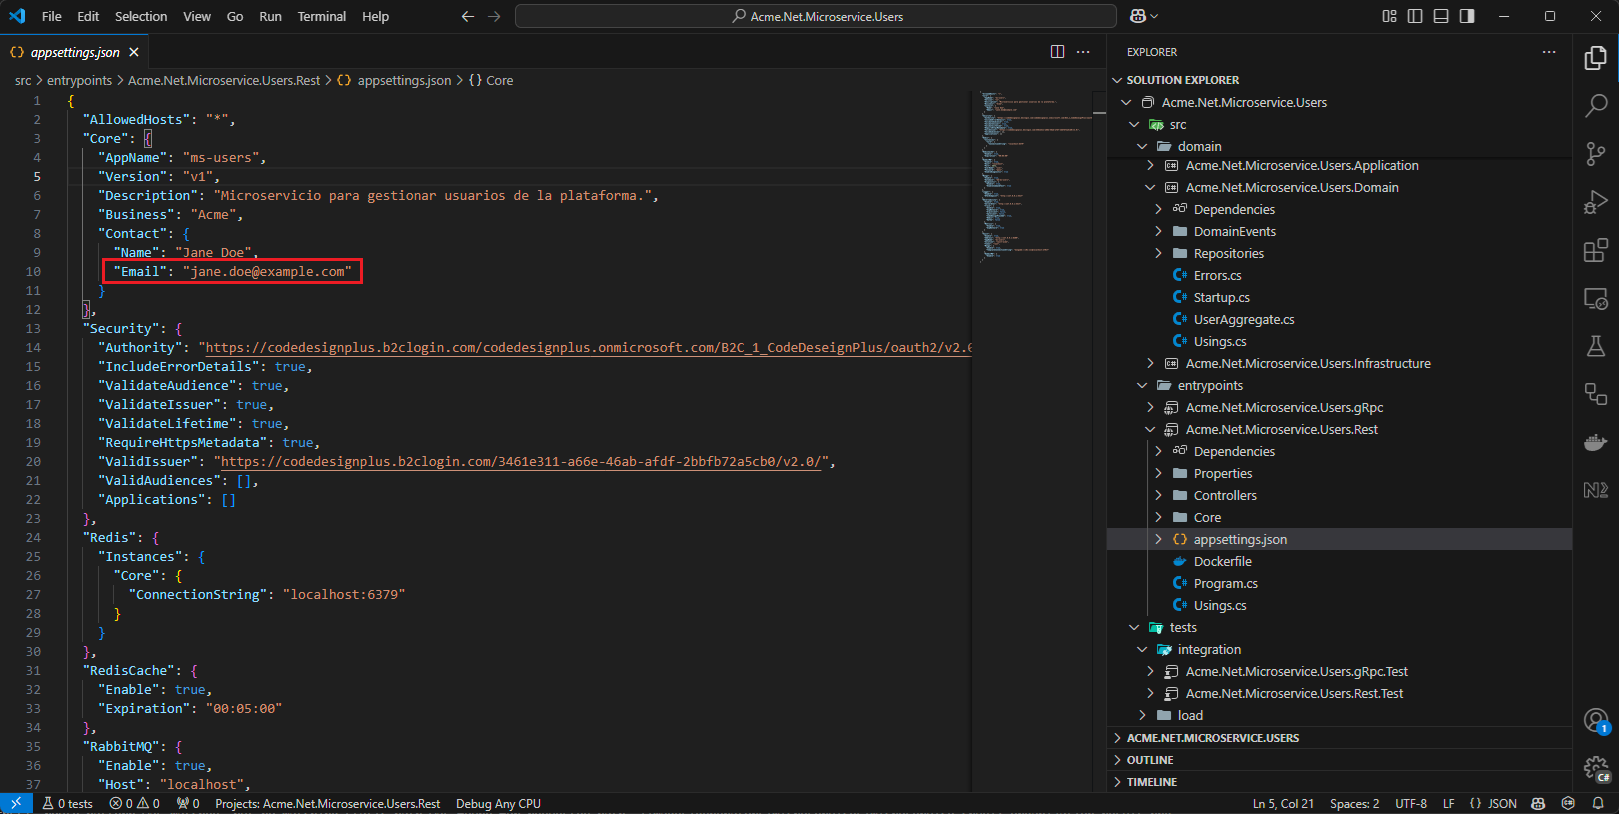 File Edit Selection View Go Run Terminal Help
Acme.Net.Microservice.Users
appsettings.json
src > entrypoints > Acme.Net.Microservice.Users.Rest > {} appsettings.json > {} Core
1 {
2 "AllowedHosts": "*",
3 "Core": {
4 "AppName": "ms-users",
5 "Version": "v1",
6 "Description": "Microservicio para gestionar usuarios de la plataforma.",
7 "Business": "Acme",
8 "Contact": {
9 "Name": "Jane Doe",
10 "Email": "jane.doe@example.com"
11 }
12 },
13 "Security": {
14 "Authority": "https://codedesignplus.b2clogin.com/codedesignplus.onmicrosoft.com/B2C_1_CodeDeseignPlus/oauth2/v2.0
15 "IncludeErrorDetails": true,
16 "ValidateAudience": true,
17 "ValidateIssuer": true,
18 "ValidateLifetime": true,
19 "RequireHttpsMetadata": true,
20 "ValidIssuer": "https://codedesignplus.b2clogin.com/3461e311-a66e-46ab-afdf-2bbfb72a5cb0/v2.0/",
21 "ValidAudiences": [],
22 "Applications": []
23 },
24 "Redis": {
25 "Instances": {
26 "Core": {
27 "ConnectionString": "localhost:6379"
28 }
29 }
30 },
31 "RedisCache": {
32 "Enable": true,
33 "Expiration": "00:05:00"
34 },
35 "RabbitMQ": {
36 "Enable": true,
37 "Host": "localhost",
EXPLORER
SOLUTION EXPLORER
Acme.Net.Microservice.Users
src
domain
Acme.Net.Microservice.Users.Application
Acme.Net.Microservice.Users.Domain
Dependencies
DomainEvents
Repositories
Errors.cs
Startup.cs
UserAggregate.cs
Usings.cs
Acme.Net.Microservice.Users.Infrastructure
entrypoints
Acme.Net.Microservice.Users.gRpc
Acme.Net.Microservice.Users.Rest
Dependencies
Properties
Controllers
Core
appsettings.json
Dockerfile
Program.cs
Usings.cs
tests
integration
Acme.Net.Microservice.Users.gRpc.Test
Acme.Net.Microservice.Users.Rest.Test
load
ACME.NET.MICROSERVICE.USERS
OUTLINE
TIMELINE
1
C#
0 tests 0 0 0 Projects: Acme.Net.Microservice.Users.Rest Debug Any CPU Ln 5, Col 21 Spaces: 2 UTF-8 LF {} JSON